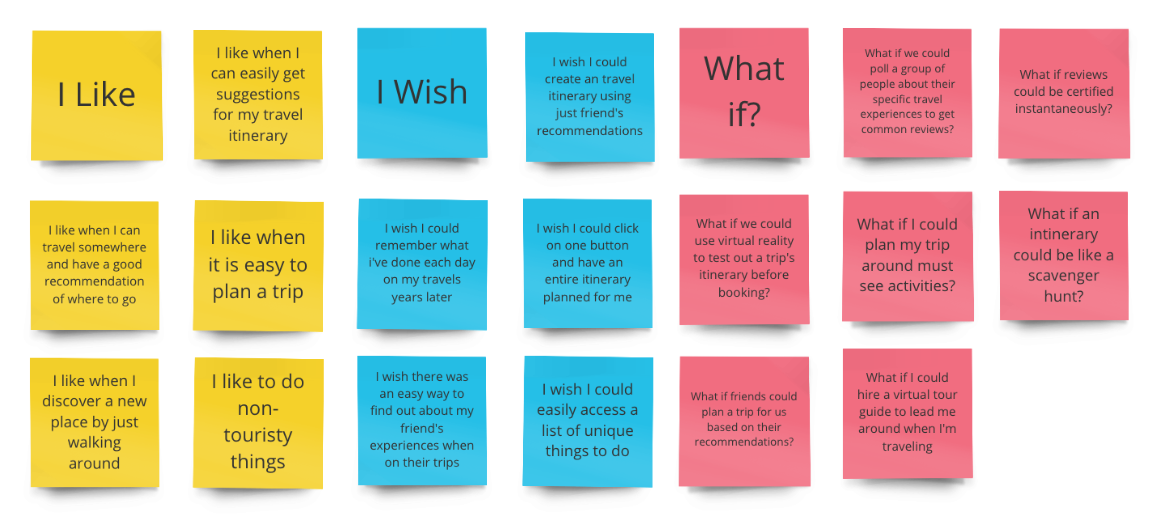 I Like
I like when I
can easily get
suggestions
for my travel
itinerary
I like when I can
travel somewhere
and have a good
recommendation
of where to go
I like when
it is easy to
plan a trip
I like when I
discover a new
place by just
walking
around
I like to do
non-
touristy
things
I Wish
I wish I could
create an travel
itinerary using
just friend's
recommendations
I wish I could
remember what
i've done each day
on my travels
years later
I wish I could click
on one button
and have an
entire itinerary
planned for me
I wish there was
an easy way to
find out about my
friend's
experiences when
on their trips
I wish I could
easily access a
list of unique
things to do
What
if?
What if we could
poll a group of
people about their
specific travel
experiences to get
common reviews?
What if reviews
could be certified
instantaneously?
What if we could
use virtual reality
to test out a trip's
itinerary before
booking?
What if I could
plan my trip
around must
see activities?
What if an
intinerary
could be like a
scavenger
hunt?
What if friends could
plan a trip for us
based on their
recommendations?
What if I could
hire a virtual tour
guide to lead me
around when I'm
traveling